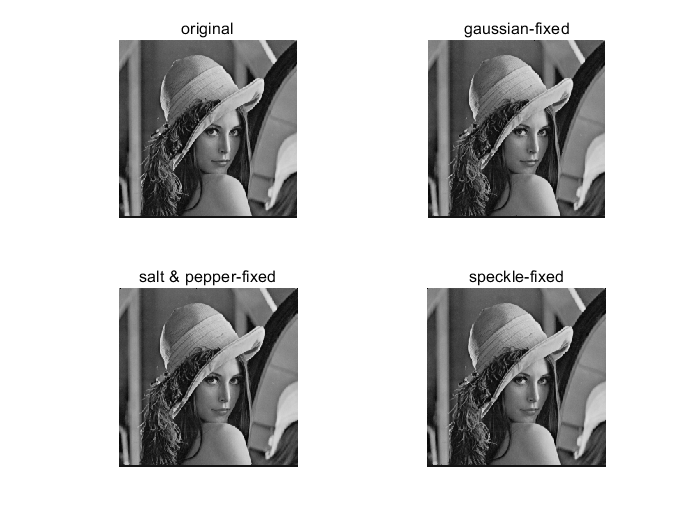 original
gaussian-fixed
salt & pepper-fixed
speckle-fixed